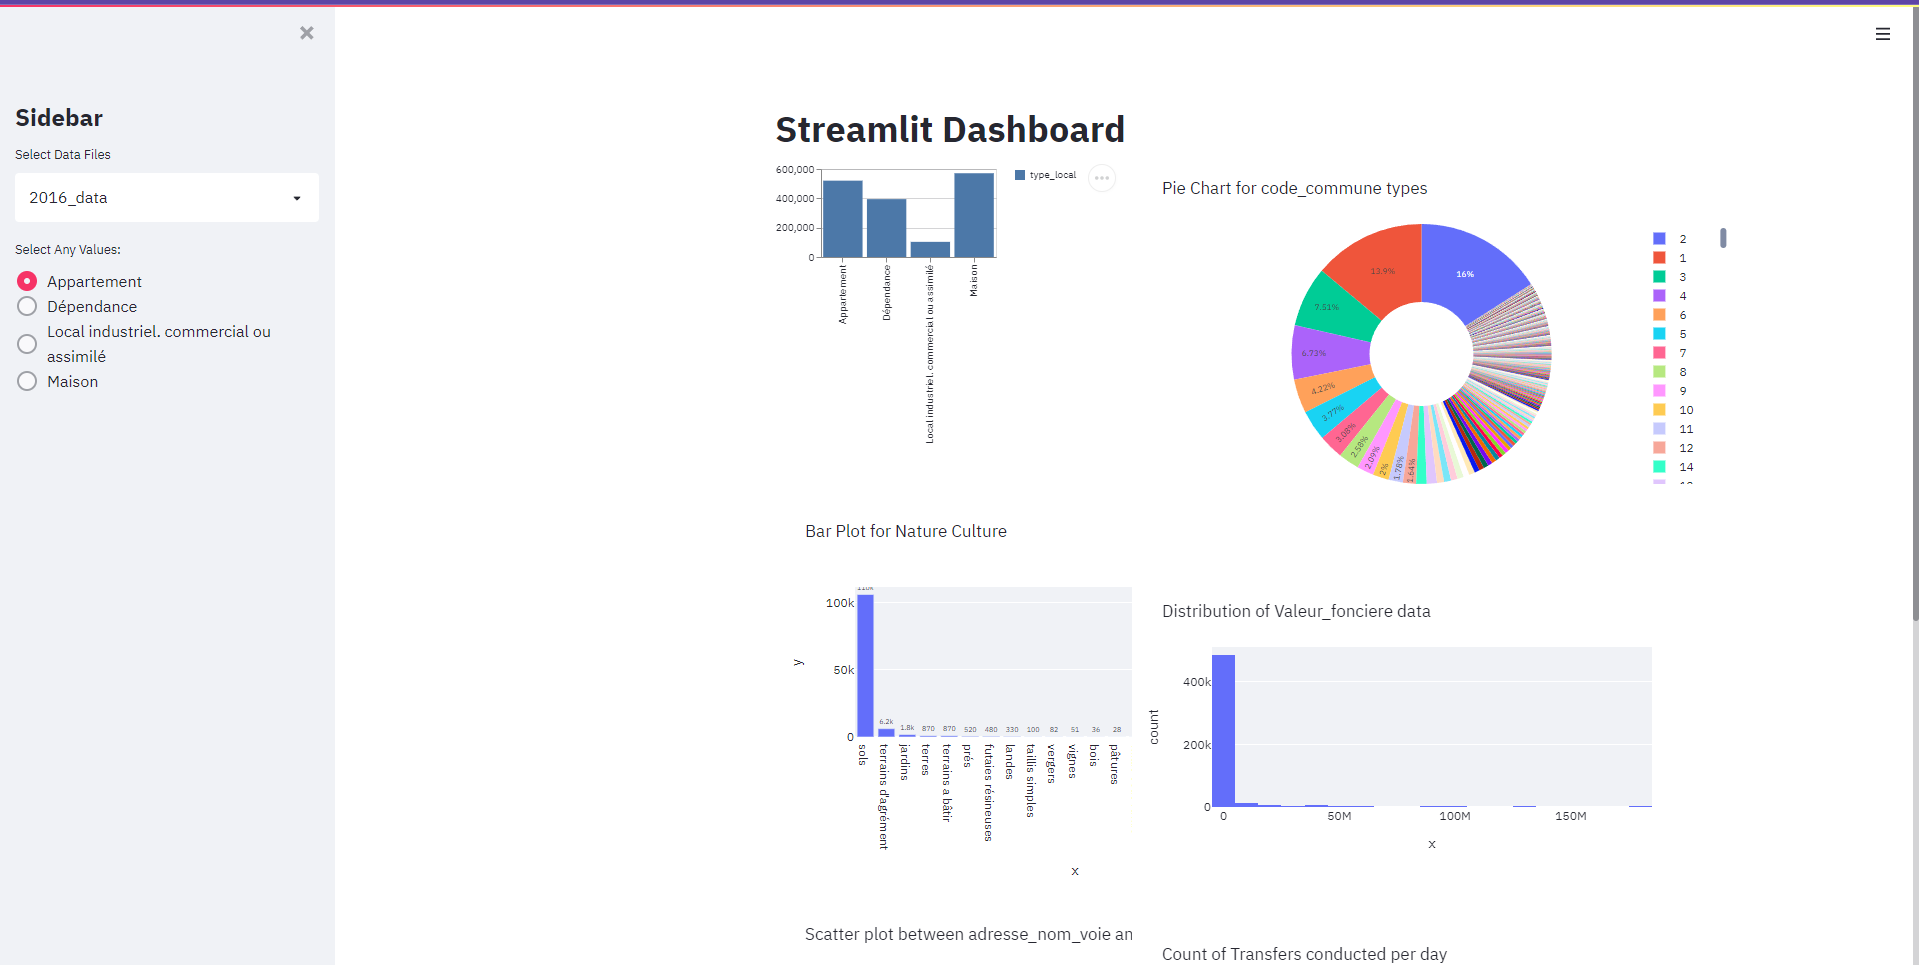 Sidebar
Select Data Files
2016_data
Select Any Values:
Appartement
Dépendance
Local industriel. commercial ou
assimilé
Maison
Streamlit Dashboard
600,000
400,000
200,000
0
Appartement
Dépendance
Local industriel. commercial ou assimilé
Maison
type_local
Pie Chart for code_commune types
16%
13.9%
7.51%
6.73%
4.22%
3.77%
3.08%
2.58%
2.09%
2%
1.78%
1.64%
2
1
3
4
6
5
7
8
9
10
11
12
14
Bar Plot for Nature Culture
y
100k
50k
0
6.2k
1.8k
870
870
520
480
330
100
82
51
36
28
sols
terrains d'agrément
jardins
terres
terrains a bâtir
prés
futaies résineuses
landes
taillis simples
vergers
vignes
bois
pâtures
x
Distribution of Valeur_fonciere data
count
400k
200k
0
0
50M
100M
150M
x
Scatter plot between adresse_nom_voie an
Count of Transfers conducted per day